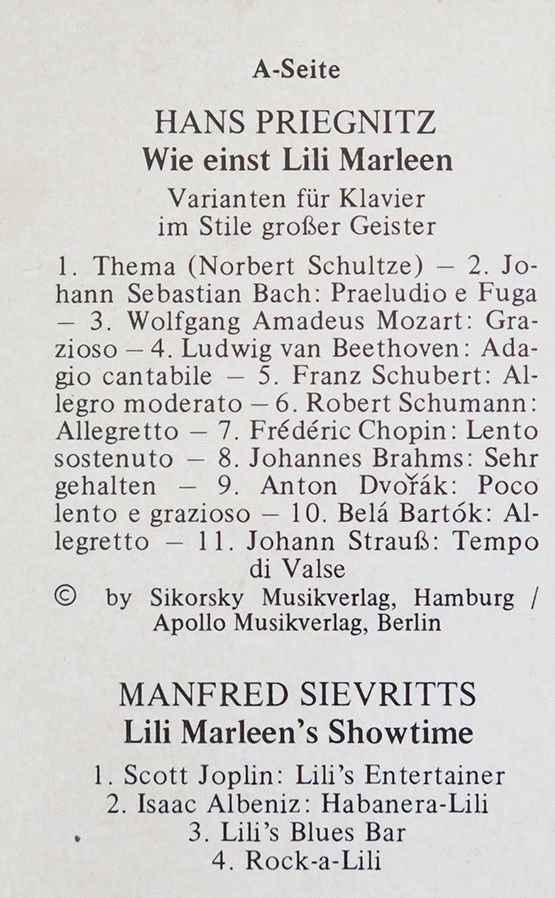 A-Seite
HANS PRIEGNITZ
Wie einst Lili Marleen
Varianten für Klavier
im Stile großer Geister
1. Thema (Norbert Schultze) – 2. Jo-
hann Sebastian Bach: Praeludio e Fuga
– 3. Wolfgang Amadeus Mozart: Gra-
zioso – 4. Ludwig van Beethoven: Ada-
gio cantabile – 5. Franz Schubert: Al-
legro moderato – 6. Robert Schumann:
Allegretto – 7. Frédéric Chopin: Lento
sostenuto – 8. Johannes Brahms: Sehr
gehalten – 9. Anton Dvořák: Poco
lento e grazioso – 10. Belá Bartók: Al-
legretto – 11. Johann Strauß: Tempo
di Valse
© by Sikorsky Musikverlag, Hamburg /
Apollo Musikverlag, Berlin
MANFRED SIEVRITTS
Lili Marleen's Showtime
1. Scott Joplin: Lili's Entertainer
2. Isaac Albeniz: Habanera-Lili
3. Lili's Blues Bar
4. Rock-a-Lili